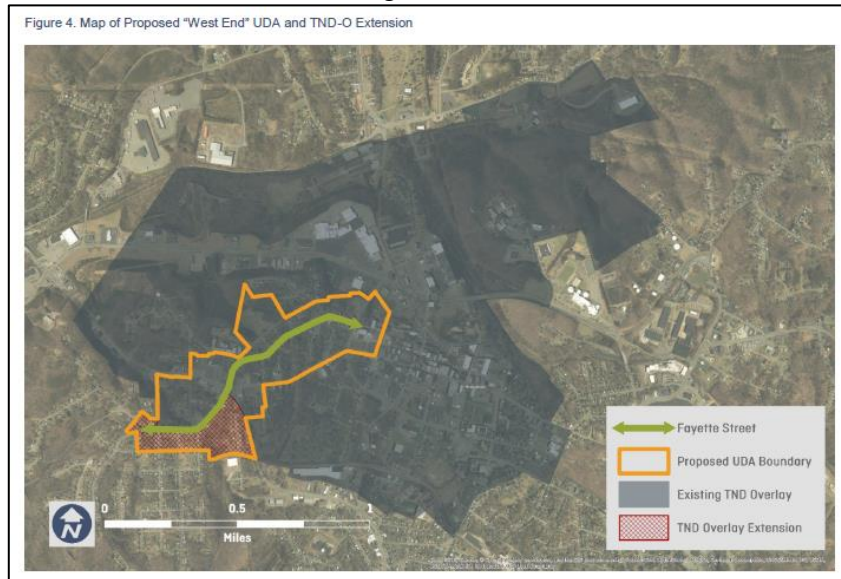 Figure 4. Map of Proposed "West End" UDA and TND-O Extension
Fayette Street
Proposed UDA Boundary
Existing TND Overlay
TND Overlay Extension
N
0 0.5 1
Miles